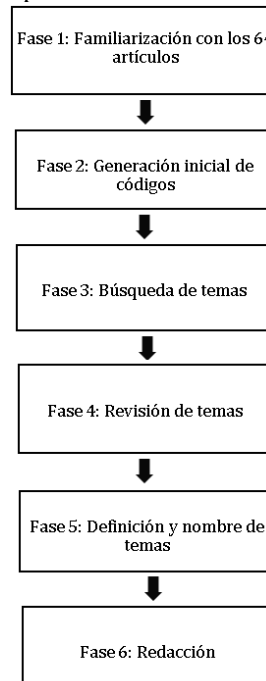 Fase 1: Familiarización con los 64
artículos
Fase 2: Generación inicial de
códigos
Fase 3: Búsqueda de temas
Fase 4: Revisión de temas
Fase 5: Definición y nombre de
temas
Fase 6: Redacción